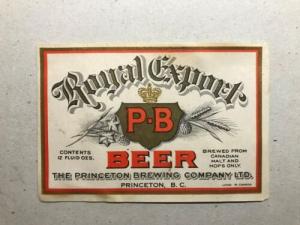 Royal Export
P·B
BEER
CONTENTS
12 FLUID OZS.
BREWED FROM
CANADIAN
MALT AND
HOPS ONLY.
THE PRINCETON BREWING COMPANY LTD.
PRINCETON, B. C.